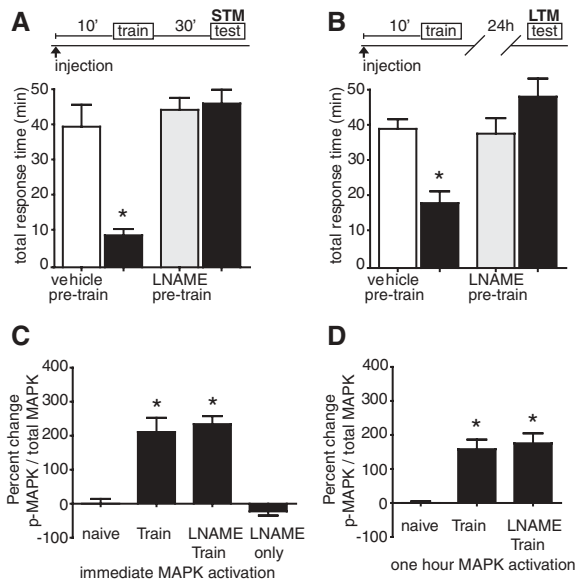 A
10'
train
30'
STM
test
injection
total response time (min)
50
40
30
20
10
0
*
vehicle
pre-train
LNAME
pre-train
B
10'
train
24h
LTM
test
injection
total response time (min)
50
40
30
20
10
0
*
vehicle
pre-train
LNAME
pre-train
C
Percent change
p-MAPK / total MAPK
400
300
200
100
0
-100
*
*
naive
Train
LNAME
Train
LNAME
only
immediate MAPK activation
D
Percent change
p-MAPK / total MAPK
400
300
200
100
0
-100
*
*
naive
Train
LNAME
Train
one hour MAPK activation